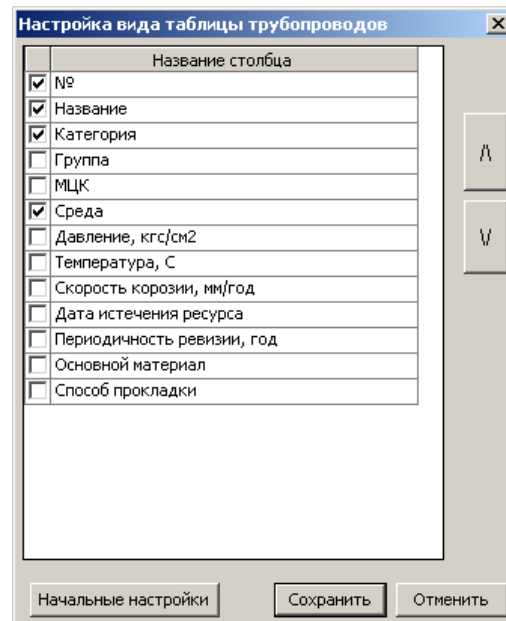 Настройка вида таблицы трубопроводов
Название столбца
№
Название
Категория
Группа
МЦК
Среда
Давление, кгс/см2
Температура, С
Скорость корозии, мм/год
Дата истечения ресурса
Периодичность ревизии, год
Основной материал
Способ прокладки
/\
\/
Начальные настройки
Сохранить
Отменить